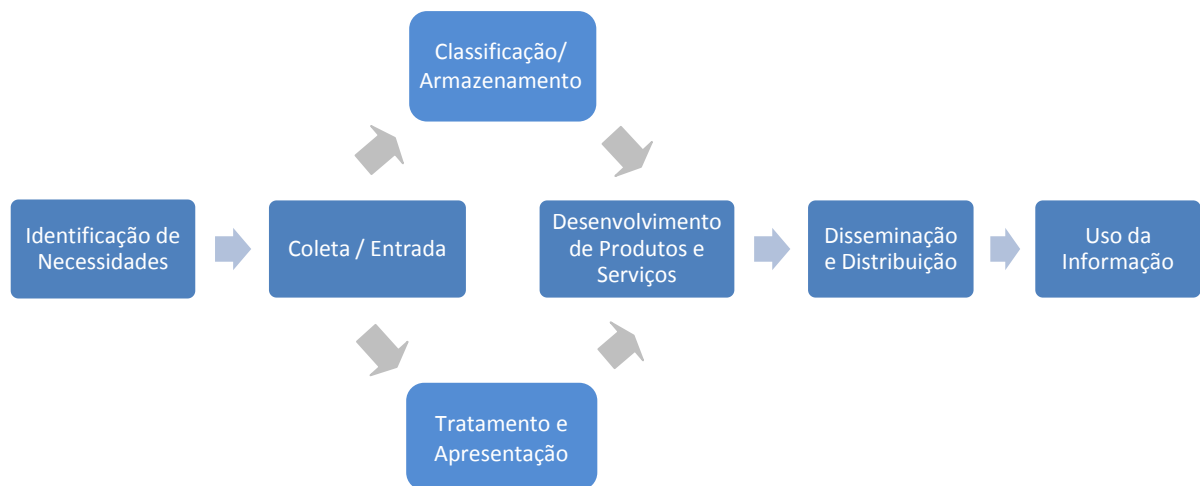 Classificação/
Armazenamento
Identificação de
Necessidades
Coleta / Entrada
Desenvolvimento
de Produtos e
Serviços
Disseminação
e Distribuição
Uso da
Informação
Tratamento e
Apresentação